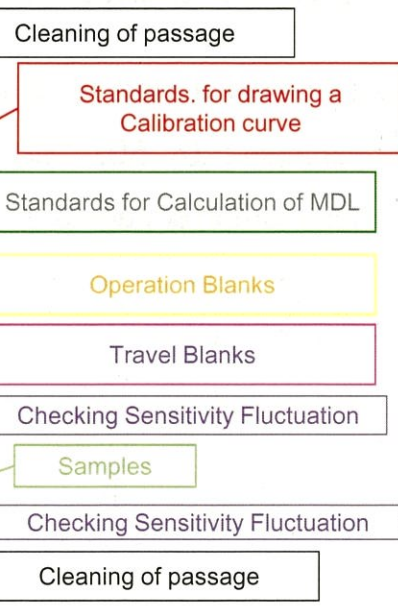 Cleaning of passage
Standards. for drawing a
Calibration curve
Standards for Calculation of MDL
Operation Blanks
Travel Blanks
Checking Sensitivity Fluctuation
Samples
Checking Sensitivity Fluctuation
Cleaning of passage